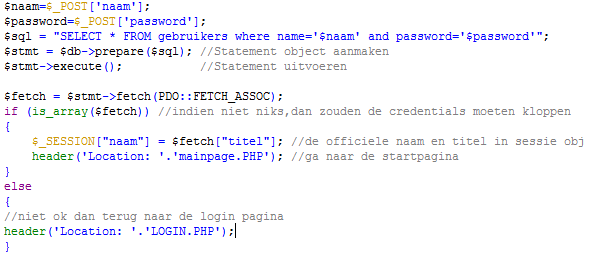 $naam=$_POST['naam'];
$password=$_POST['password'];
$sql = "SELECT * FROM gebruikers where name='$naam' and password='$password'";
$stmt = $db->prepare($sql); //Statement object aanmaken
$stmt->execute();           //Statement uitvoeren

$fetch = $stmt->fetch(PDO::FETCH_ASSOC);
if (is_array($fetch)) //indien niet niks,dan zouden de credentials moeten kloppen
{
    $_SESSION["naam"] = $fetch["titel"]; //de officiele naam en titel in sessie obj
    header('Location: '.'mainpage.PHP'); //ga naar de startpagina
}
else
{
//niet ok dan terug naar de login pagina
header('Location: '.'LOGIN.PHP');
}